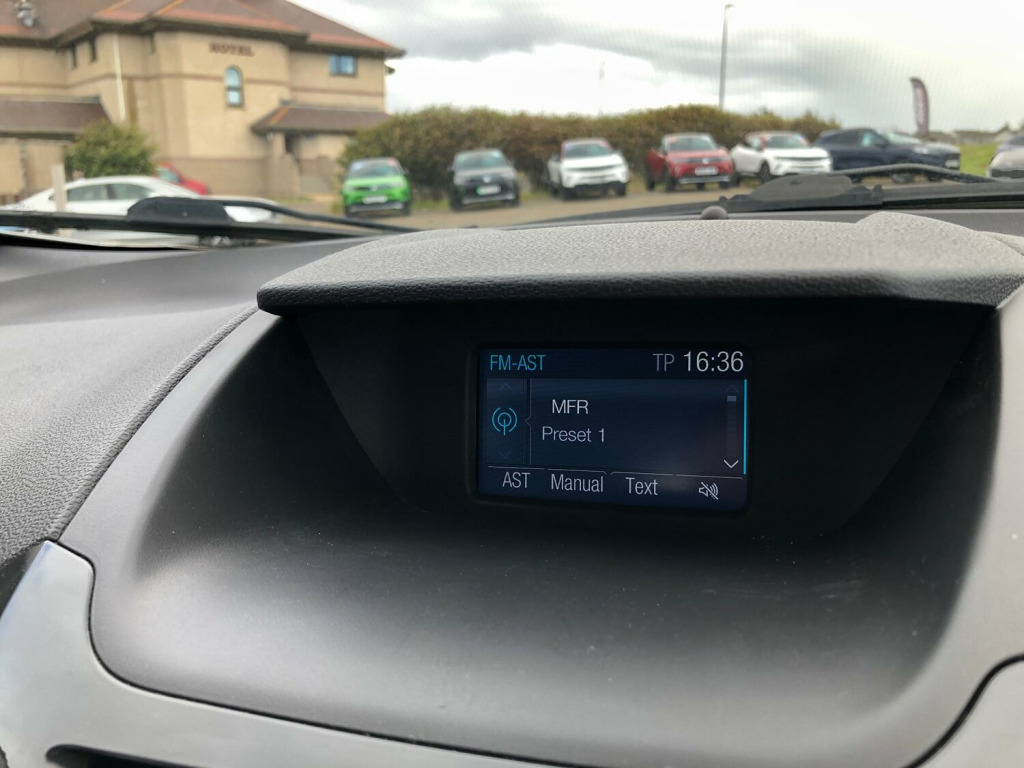 HOTEL
FM-AST TP 16:36
MFR
Preset 1
AST Manual Text